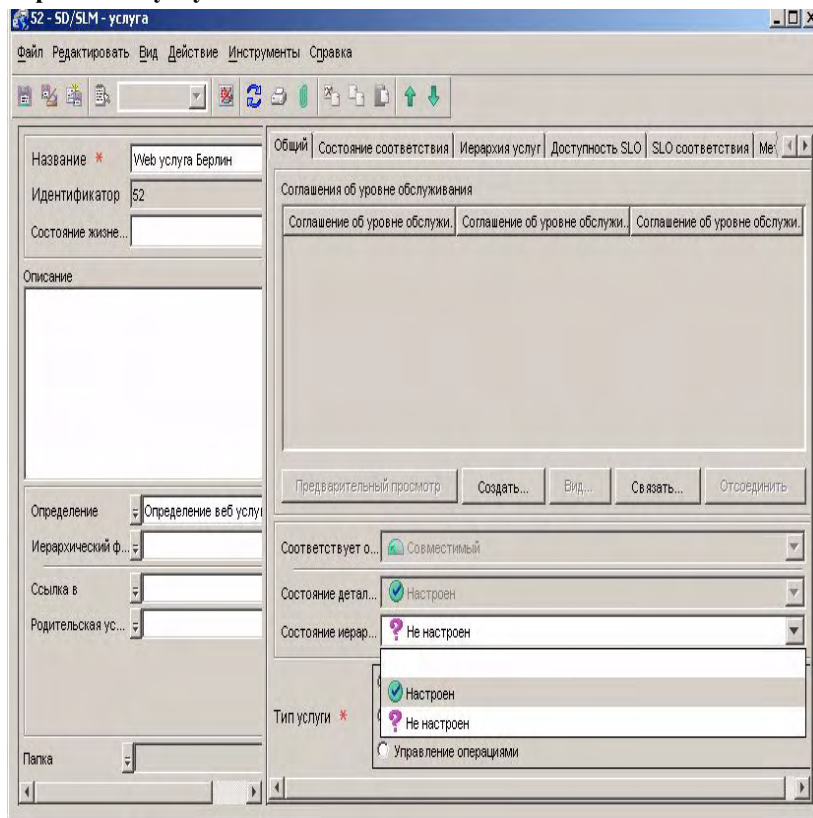 52 - SD/SLM - услуга
Файл Редактировать Вид Действие Инструменты Справка
Название *
Web услуга Берлин
Идентификатор
52
Состояние жизне...
Описание
Определение
Определение веб услу
Иерархический ф...
Ссылка в
Родительская ус...
Папка
Общий Состояние соответствия Иерархия услуг Доступность SLO SLO соответствия
Соглашения об уровне обслуживания
Соглашение об уровне обслужи. Соглашение об уровне обслужи.. Соглашение об уровне обслужи.
Предварительный просмотр Создать... Вид... Связать... Отсоединить
Соответствует о...
Совместимый
Состояние детал...
Настроен
Состояние иерар...
Не настроен
Настроен
Не настроен
Тип услуги *
Управление операциями